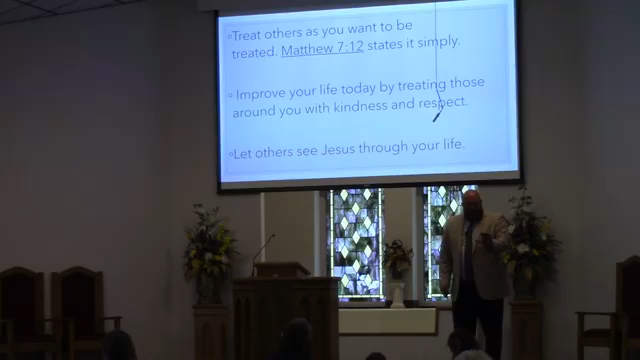 ◦Treat others as you want to be
treated. Matthew 7:12 states it simply.
◦ Improve your life today by treating those
around you with kindness and respect.
◦Let others see Jesus through your life.